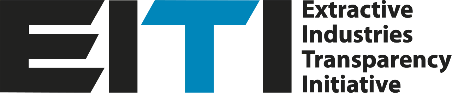 EITI
Extractive
Industries
Transparency
Initiative